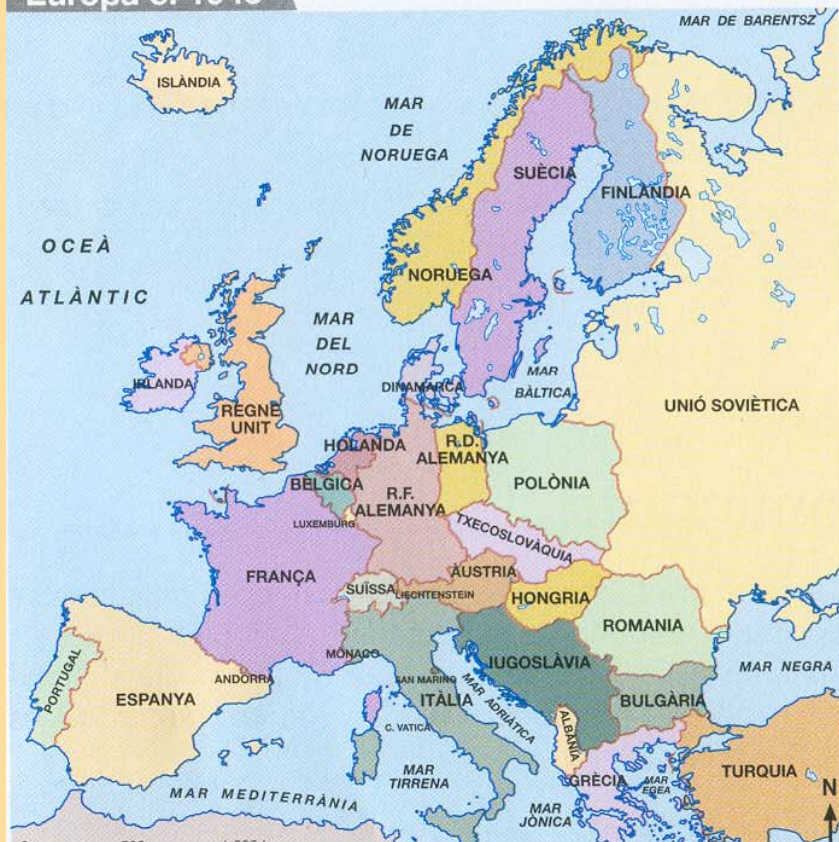 MAR DE BARENTSZ
ISLÀNDIA
MAR
DE
NORUEGA
SUÈCIA
FINLÀNDIA
OCEÀ
ATLÀNTIC
NORUEGA
MAR
DEL
NORD
MAR
BÀLTICA
IRLANDA
DINAMARCA
REGNE
UNIT
UNIÓ SOVIÈTICA
HOLANDA
R.D.
ALEMANYA
BÈLGICA
R.F.
ALEMANYA
POLÒNIA
LUXEMBURG
TXECOSLOVÀQUIA
FRANÇA
SUÏSSA
LIECHTENSTEIN
ÀUSTRIA
HONGRIA
ROMANIA
MÒNACO
IUGOSLÀVIA
MAR NEGRA
PORTUGAL
ESPANYA
ANDORRA
SAN MARINO
ITÀLIA
MAR ADRIÀTICA
BULGÀRIA
C. VATICÀ
ALBÀNIA
MAR
TIRRENA
GRÈCIA
MAR
EGEA
TURQUIA
MAR MEDITERRÀNIA
MAR
JÒNICA
N